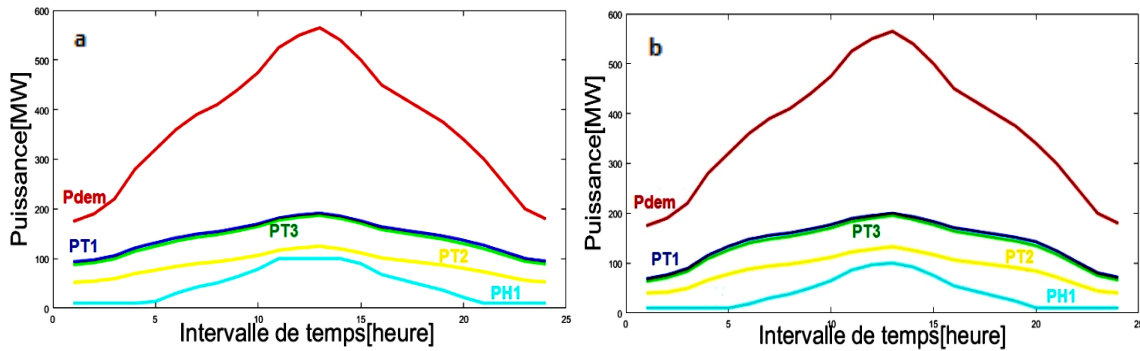 a
Puissance[MW]
600
500
400
300
200
100
0
0
5
10
15
20
25
Intervalle de temps[heure]
Pdem
PT1
PT3
PT2
PH1
b
Puissance[MW]
600
500
400
300
200
100
0
0
5
10
15
20
25
Intervalle de temps[heure]
Pdem
PT1
PT3
PT2
PH1